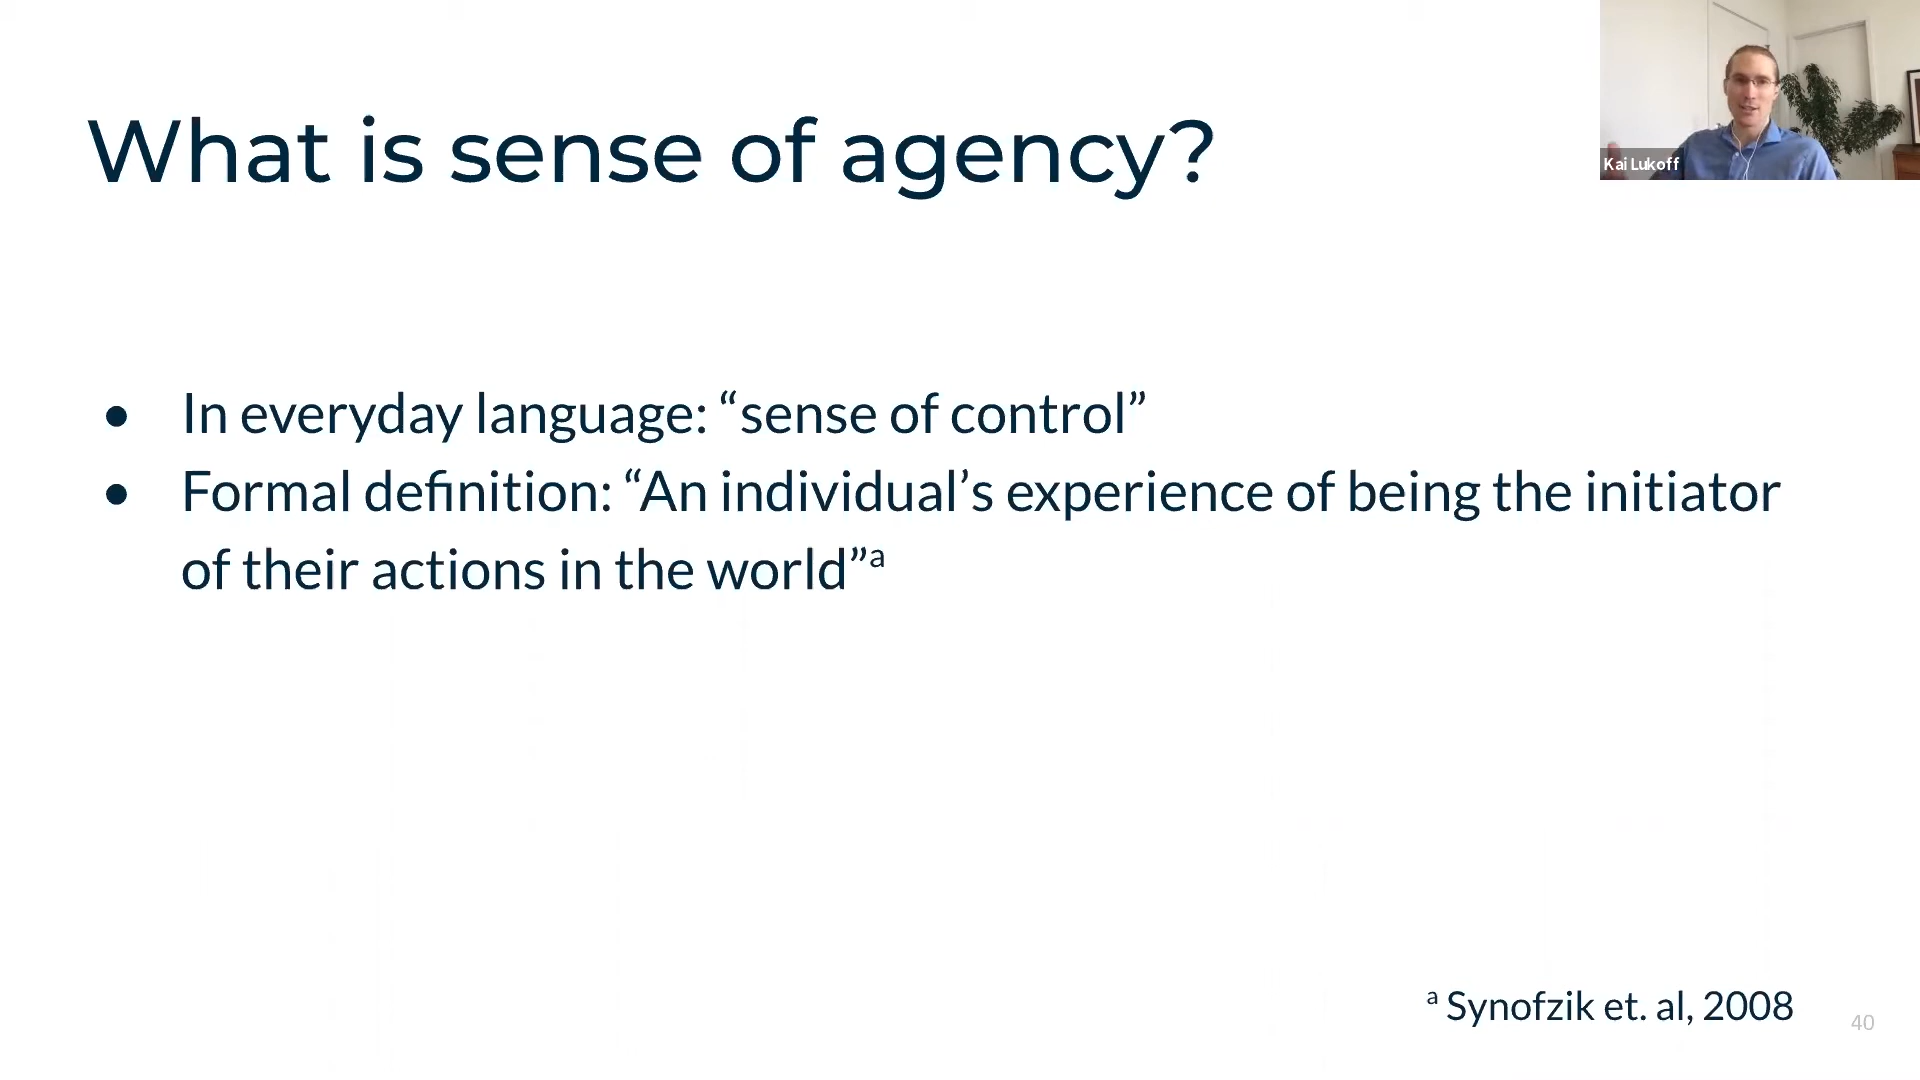 What is sense of agency?
Kai Lukoff
● In everyday language: “sense of control”
● Formal definition: “An individual’s experience of being the initiator
of their actions in the world”ᵃ
ᵃ Synofzik et. al, 2008
40